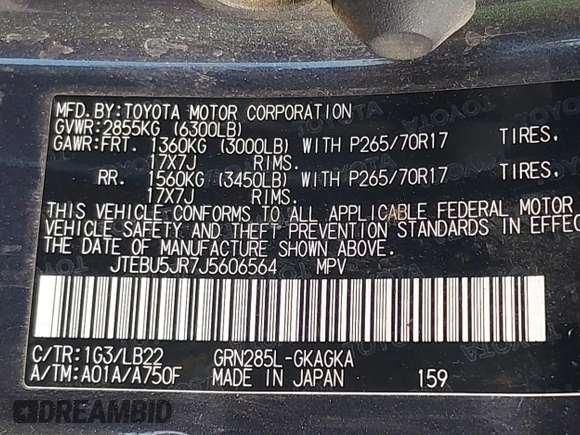 MFD.BY:TOYOTA MOTOR CORPORATION
GVWR:2855KG (6300LB)
GAWR:FRT. 1360KG (3000LB) WITH P265/70R17 TIRES,
17X7J RIMS.
RR. 1560KG (3450LB) WITH P265/70R17 TIRES,
17X7J RIMS.
THIS VEHICLE CONFORMS TO ALL APPLICABLE FEDERAL MOTOR
VEHICLE SAFETY AND THEFT PREVENTION STANDARDS IN EFFEC
THE DATE OF MANUFACTURE SHOWN ABOVE.
JTEBU5JR7J5606564 MPV
C/TR:1G3/LB22 GRN285L-GKAGKA
A/TM:A01A/A750F MADE IN JAPAN 159
DREAMBID